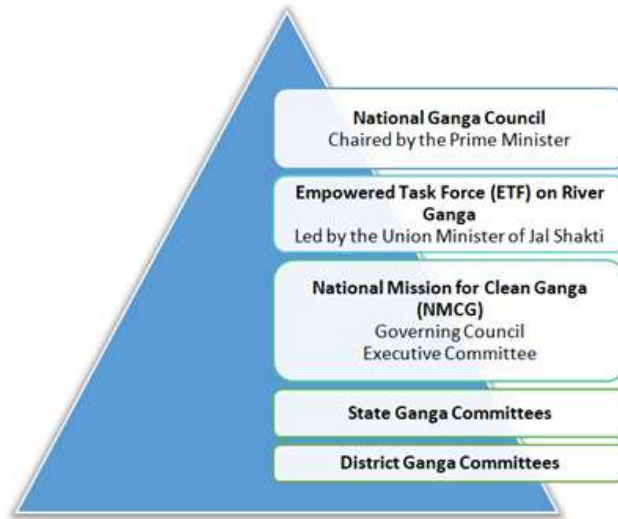 National Ganga Council
Chaired by the Prime Minister
Empowered Task Force (ETF) on River
Ganga
Led by the Union Minister of Jal Shakti
National Mission for Clean Ganga
(NMCG)
Governing Council
Executive Committee
State Ganga Committees
District Ganga Committees